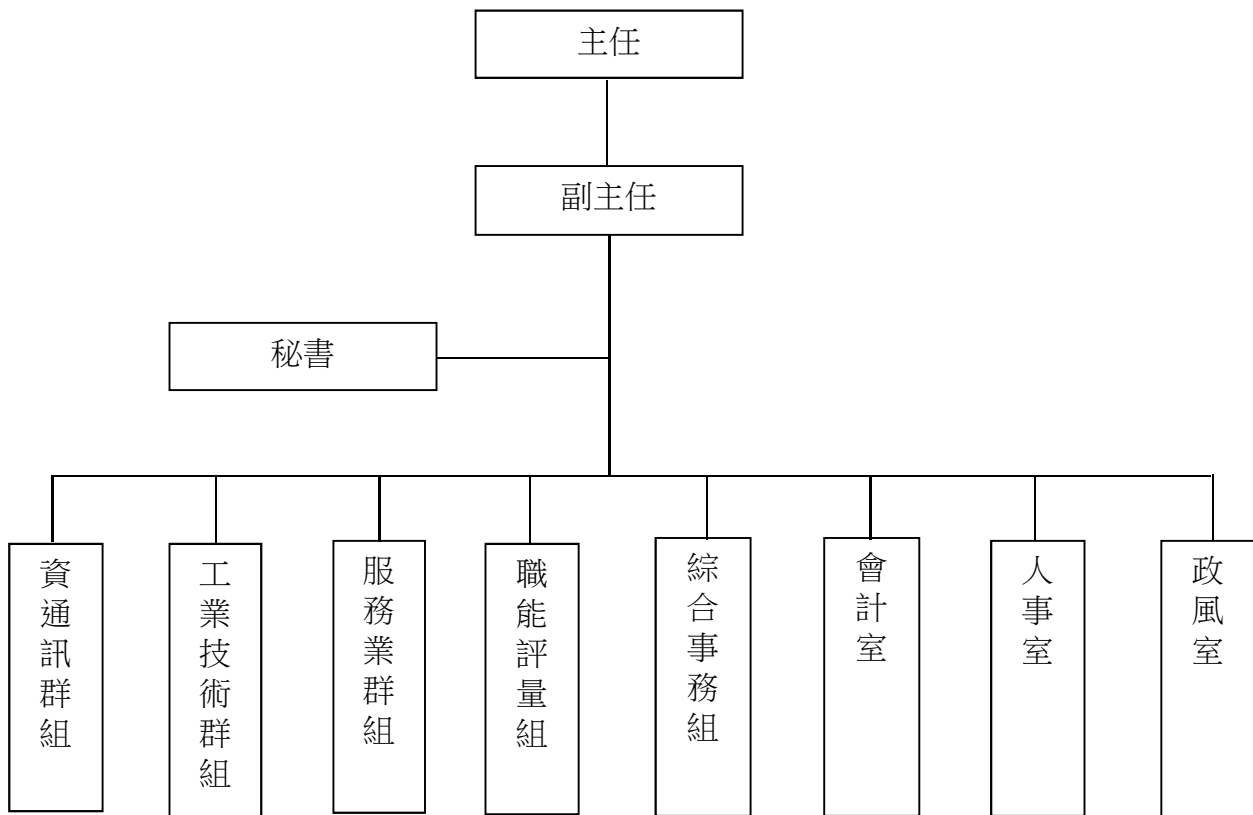 主任
副主任
秘書
資通訊群組
工業技術群組
服務業群組
職能評量組
綜合事務組
會計室
人事室
政風室